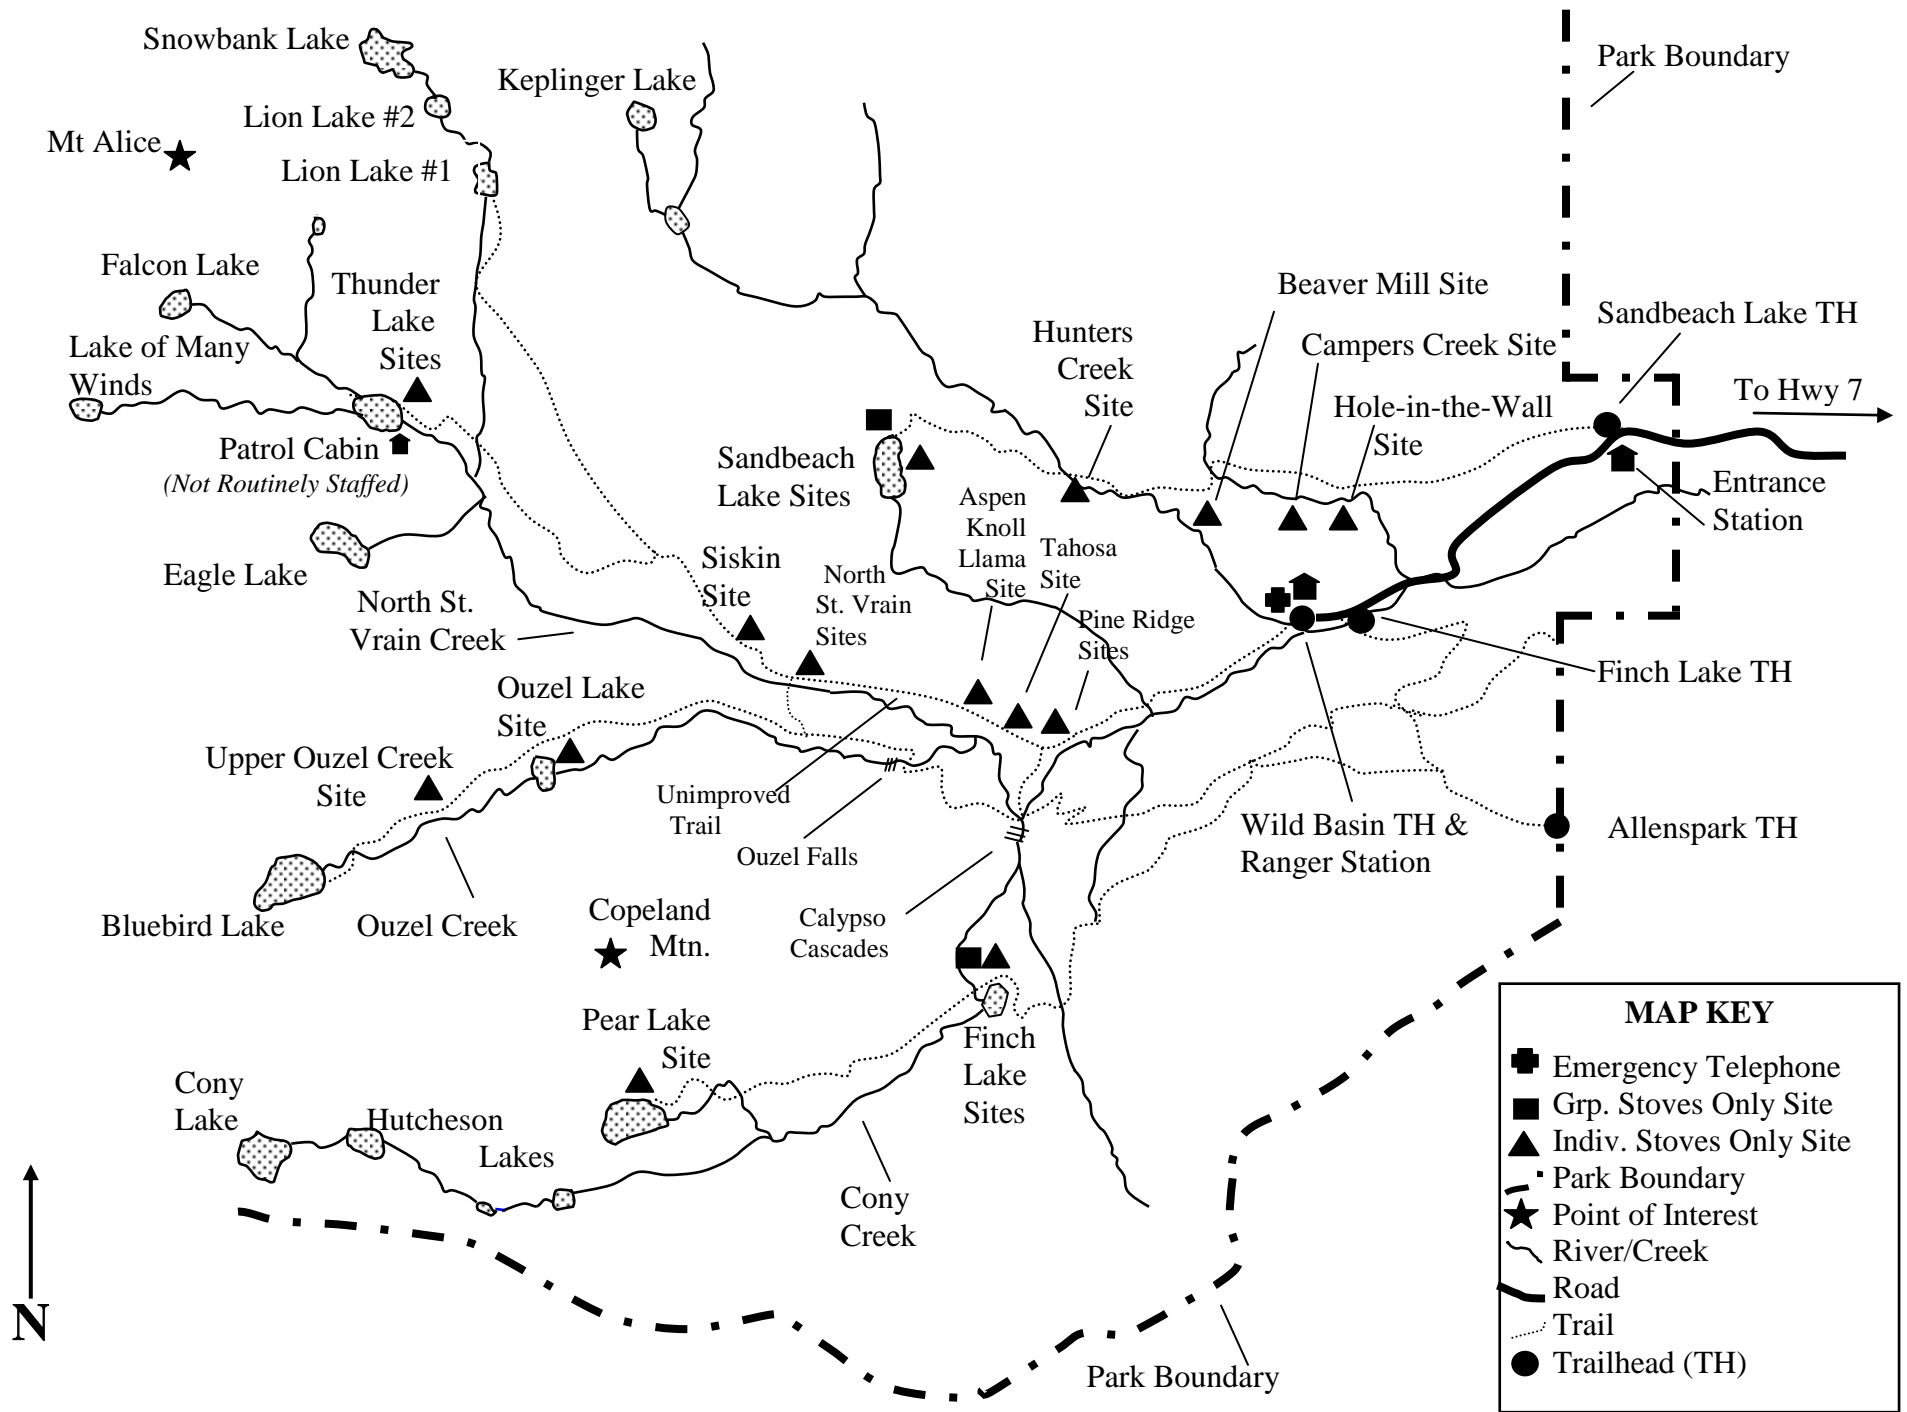 Snowbank Lake
Keplinger Lake
Park Boundary
Lion Lake #2
Mt Alice
Lion Lake #1
Falcon Lake
Thunder
Lake
Sites
Lake of Many
Winds
Patrol Cabin
(Not Routinely Staffed)
Eagle Lake
North St.
Vrain Creek
Hunters
Creek
Site
Beaver Mill Site
Campers Creek Site
Hole-in-the-Wall
Site
Sandbeach Lake TH
To Hwy 7
Entrance
Station
Sandbeach
Lake Sites
Aspen
Knoll
Llama
Site
Tahosa
Site
Siskin
Site
North
St. Vrain
Sites
Pine Ridge
Sites
Finch Lake TH
Ouzel Lake
Site
Upper Ouzel Creek
Site
Unimproved
Trail
Ouzel Falls
Wild Basin TH &
Ranger Station
Allenspark TH
Bluebird Lake
Ouzel Creek
Copeland
Mtn.
Calypso
Cascades
Pear Lake
Site
Finch
Lake
Sites
Cony
Lake
Hutcheson
Lakes
Cony
Creek
N
Park Boundary
MAP KEY
Emergency Telephone
Grp. Stoves Only Site
Indiv. Stoves Only Site
Park Boundary
Point of Interest
River/Creek
Road
Trail
Trailhead (TH)